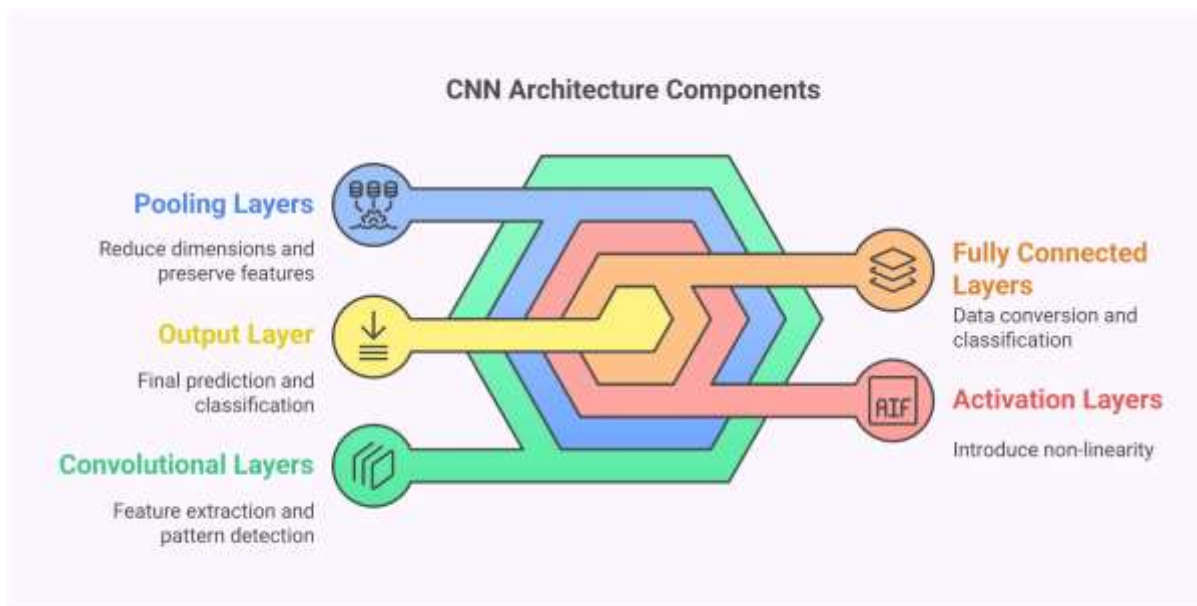 CNN Architecture Components
Pooling Layers
Reduce dimensions and
preserve features
Output Layer
Final prediction and
classification
Convolutional Layers
Feature extraction and
pattern detection
Fully Connected
Layers
Data conversion and
classification
AIF
Activation Layers
Introduce non-linearity